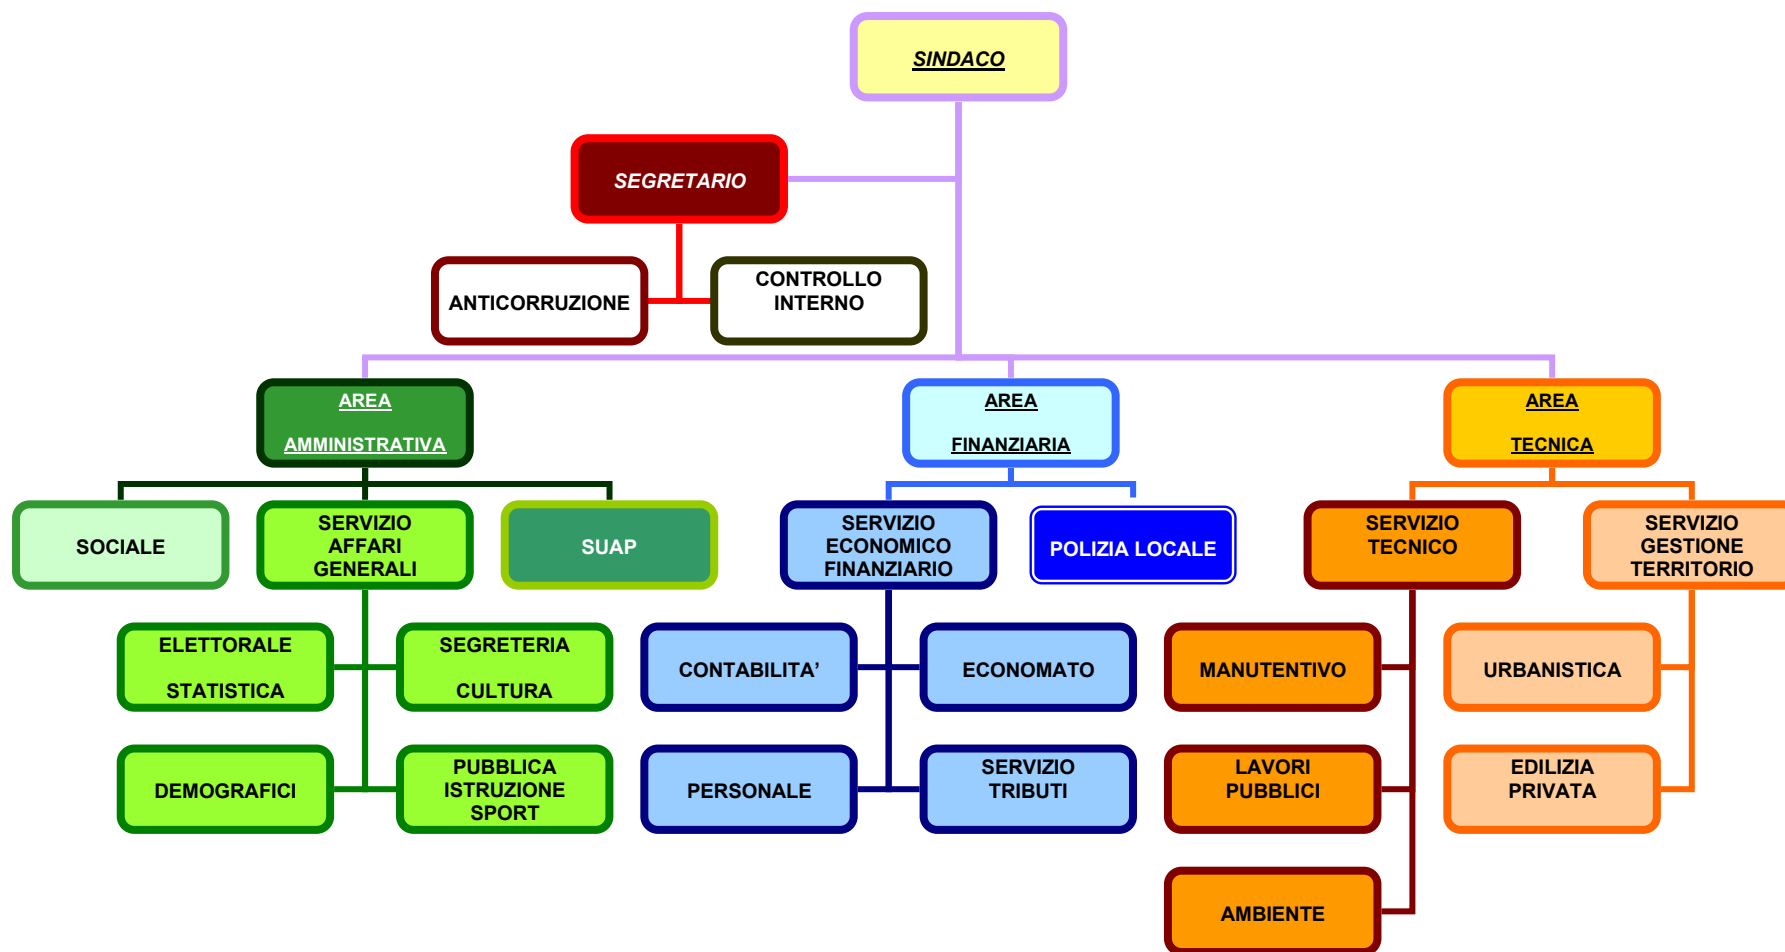 SINDACO
SEGRETARIO
ANTICORRUZIONE
CONTROLLO
INTERNO
AREA
AMMINISTRATIVA
AREA
FINANZIARIA
AREA
TECNICA
SOCIALE
SERVIZIO
AFFARI
GENERALI
SUAP
SERVIZIO
ECONOMICO
FINANZIARIO
POLIZIA LOCALE
SERVIZIO
TECNICO
SERVIZIO
GESTIONE
TERRITORIO
ELETTORALE
STATISTICA
SEGRETERIA
CULTURA
CONTABILITA’
ECONOMATO
MANUTENTIVO
URBANISTICA
DEMOGRAFICI
PUBBLICA
ISTRUZIONE
SPORT
PERSONALE
SERVIZIO
TRIBUTI
LAVORI
PUBBLICI
EDILIZIA
PRIVATA
AMBIENTE